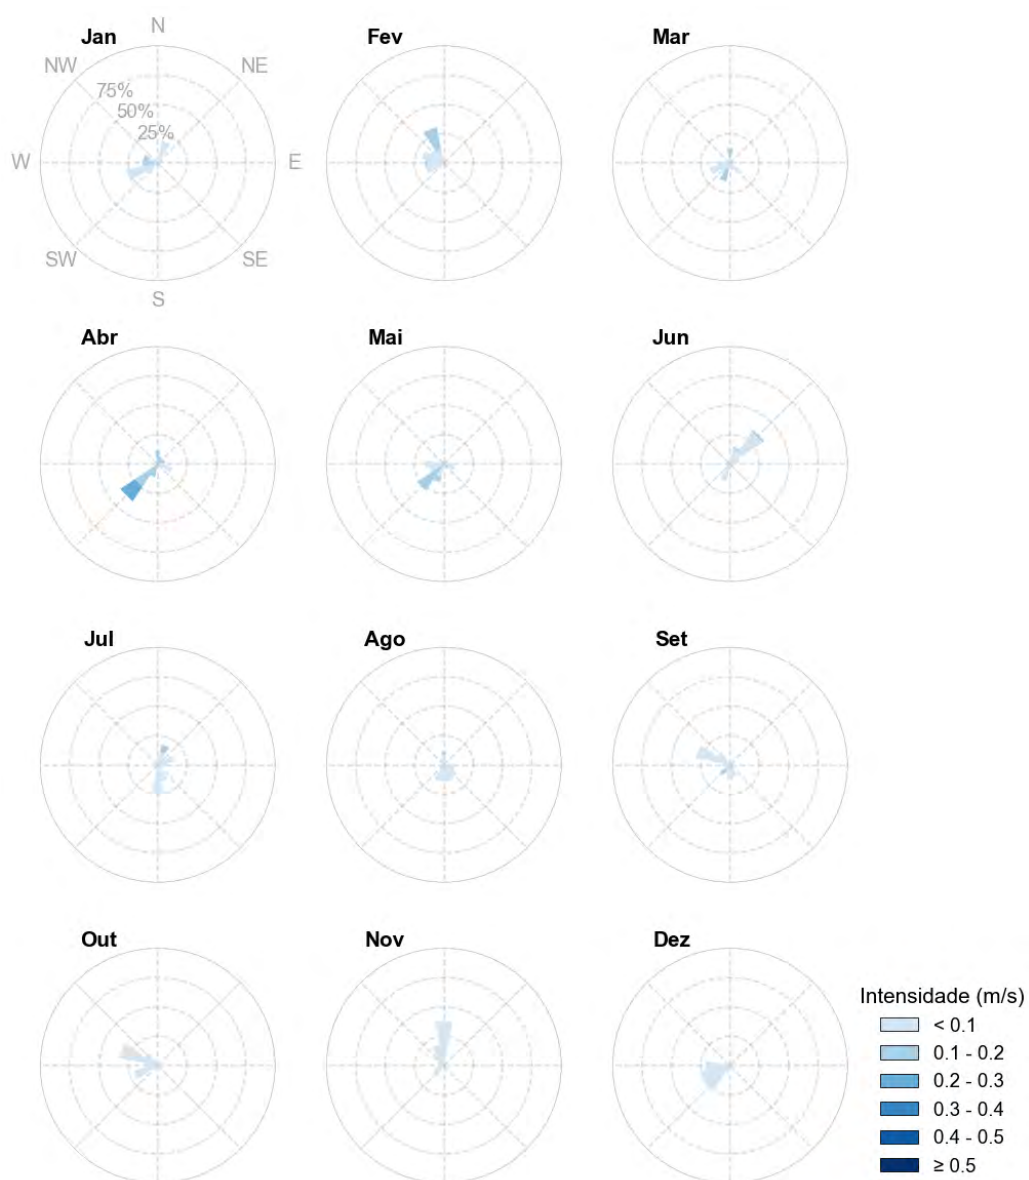 Jan
N
NW
NE
75%
50%
25%
W
E
SW
SE
S
Fev
Mar
Abr
Mai
Jun
Jul
Ago
Set
Out
Nov
Dez
Intensidade (m/s)
< 0.1
0.1 - 0.2
0.2 - 0.3
0.3 - 0.4
0.4 - 0.5
≥ 0.5